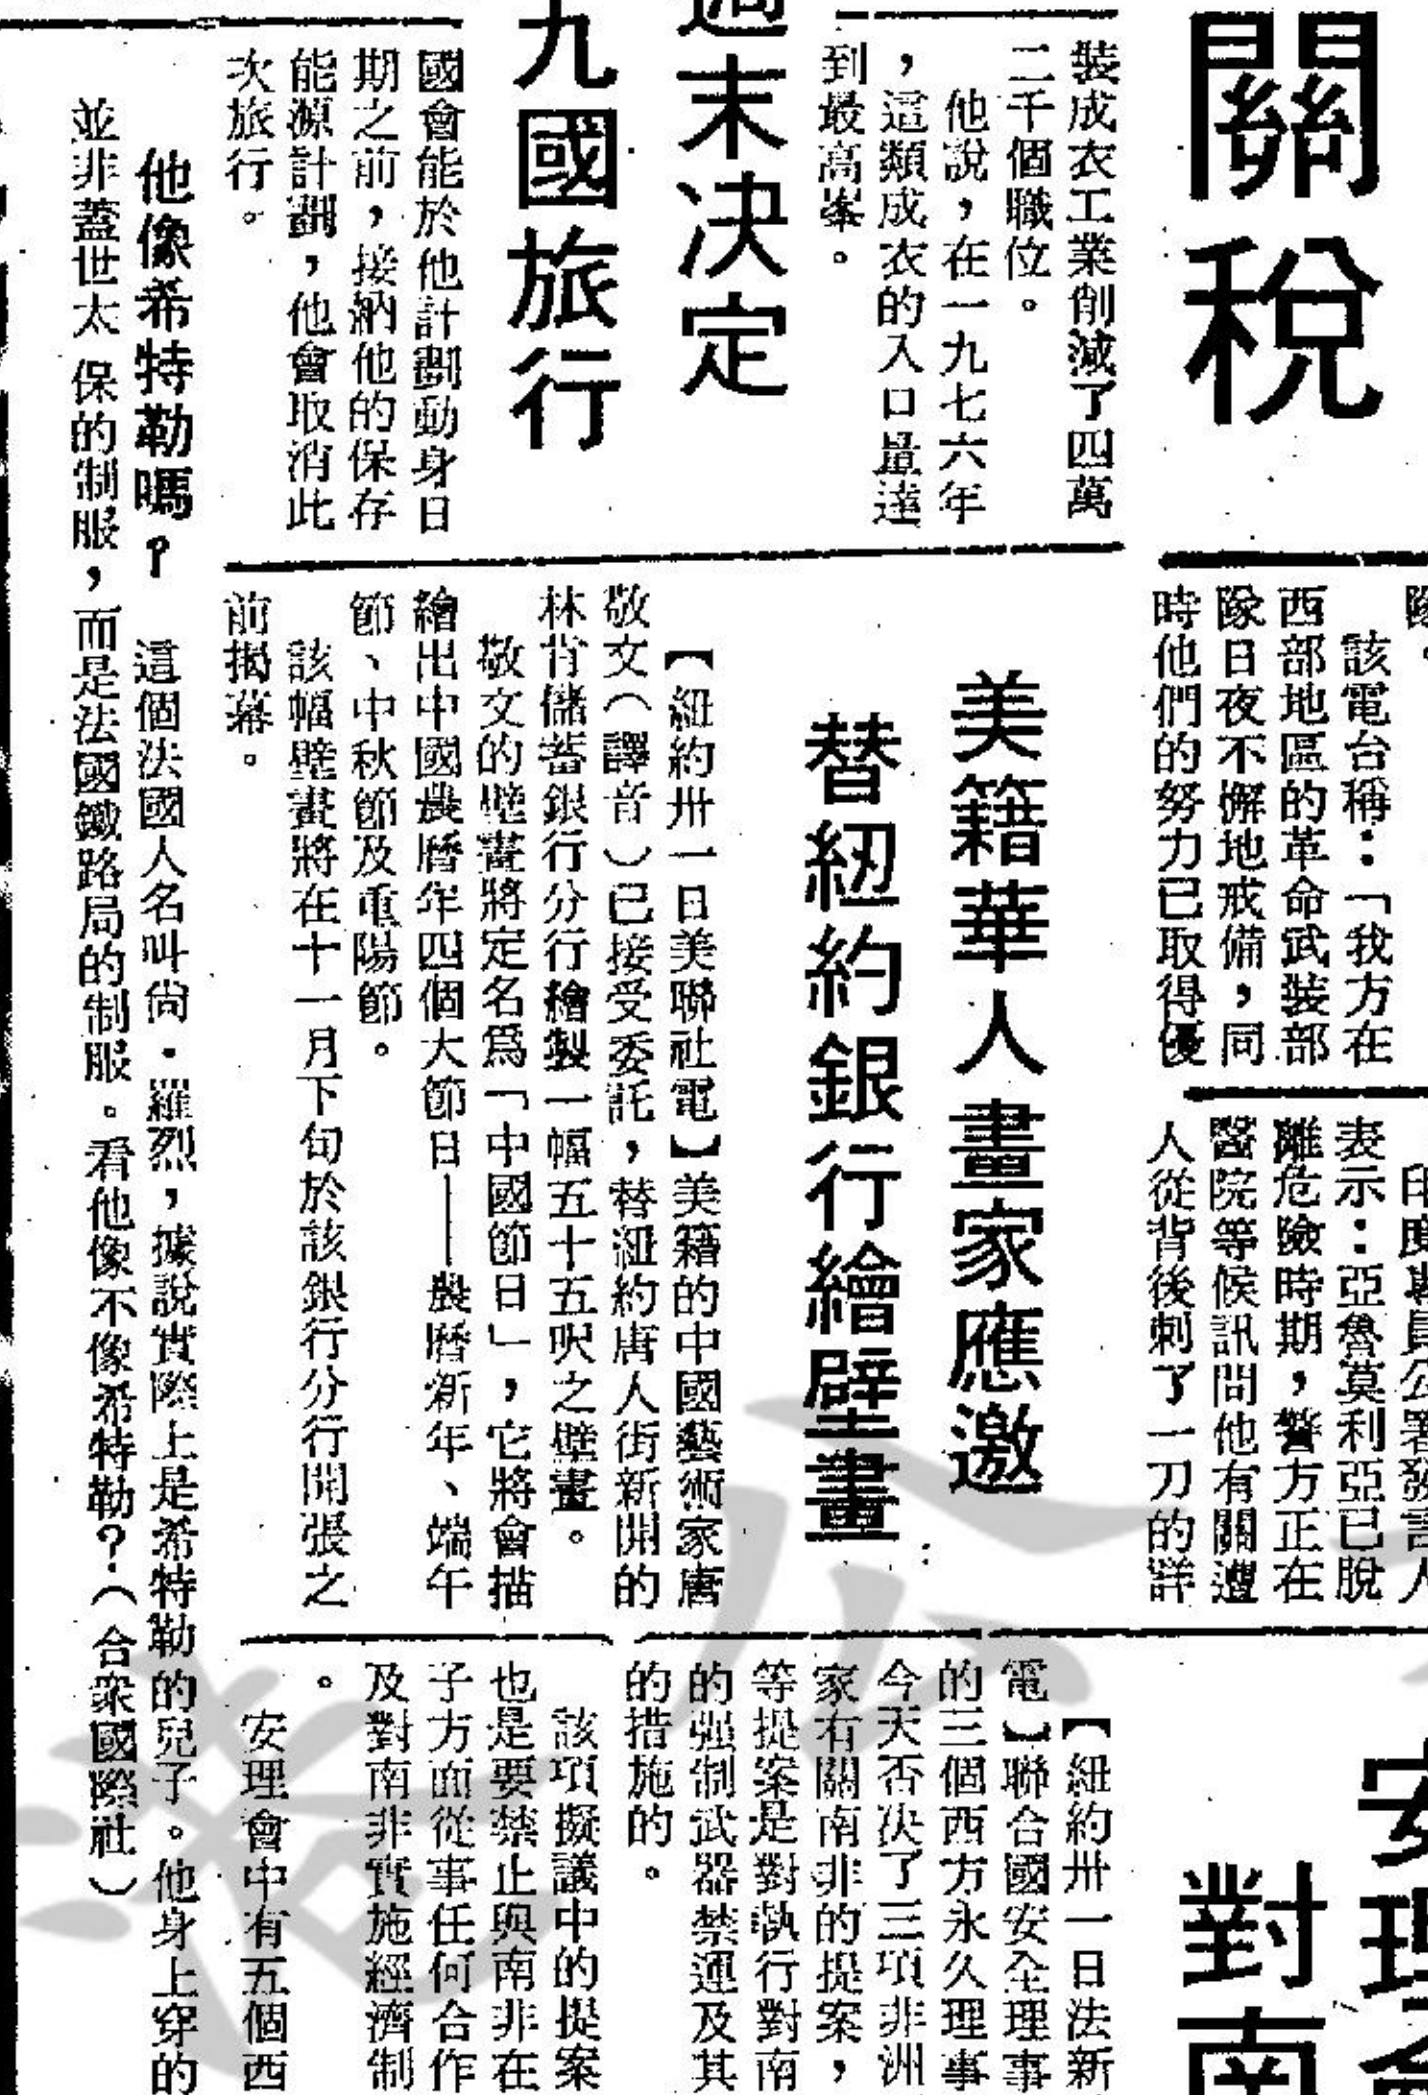 關稅
裝成衣工業削減了四萬
二千個職位。
他說，在一九七六年
，這類成衣的入口量達
到最高峯。
週末決定
九國旅行
國會能於他計劃動身日
期之前，接納他的保存
能源計劃，他會取消此
次旅行。
該電台稱：「我方在
西部地區的革命武裝部
隊日夜不懈地戒備，同
時他們的努力已取得優
印度專員公署發言人
表示：亞魯莫利亞已脫
離危險時期，警方正在
醫院等候訊問他有關遭
人從背後刺了一刀的詳
美籍華人畫家應邀
替紐約銀行繪壁畫
【紐約卅一日美聯社電】美籍的中國藝術家唐
敬文（譯音）已接受委託，替紐約唐人街新開的
林肯儲蓄銀行分行繪製一幅五十五呎之壁畫。
敬文的壁畫將定名爲「中國節日」，它將會描
繪出中國農曆年四個大節日——農曆新年、端午
節、中秋節及重陽節。
該幅壁畫將在十一月下旬於該銀行分行開張之
前揭幕。
對南
【紐約卅一日法新
電】聯合國安全理事
的三個西方永久理事
今天否決了三項非洲
家有關南非的提案，
等提案是對執行對南
的强制武器禁運及其
的措施的。
該項擬議中的提案
也是要禁止與南非在
子方面從事任何合作
及對南非實施經濟制
。
安理會中有五個西
他像希特勒嗎？ 這個法國人名叫尙・羅烈，據說實際上是希特勒的兒子。他身上穿的
並非蓋世太保的制服，而是法國鐵路局的制服。看他像不像希特勒？（合衆國際社）